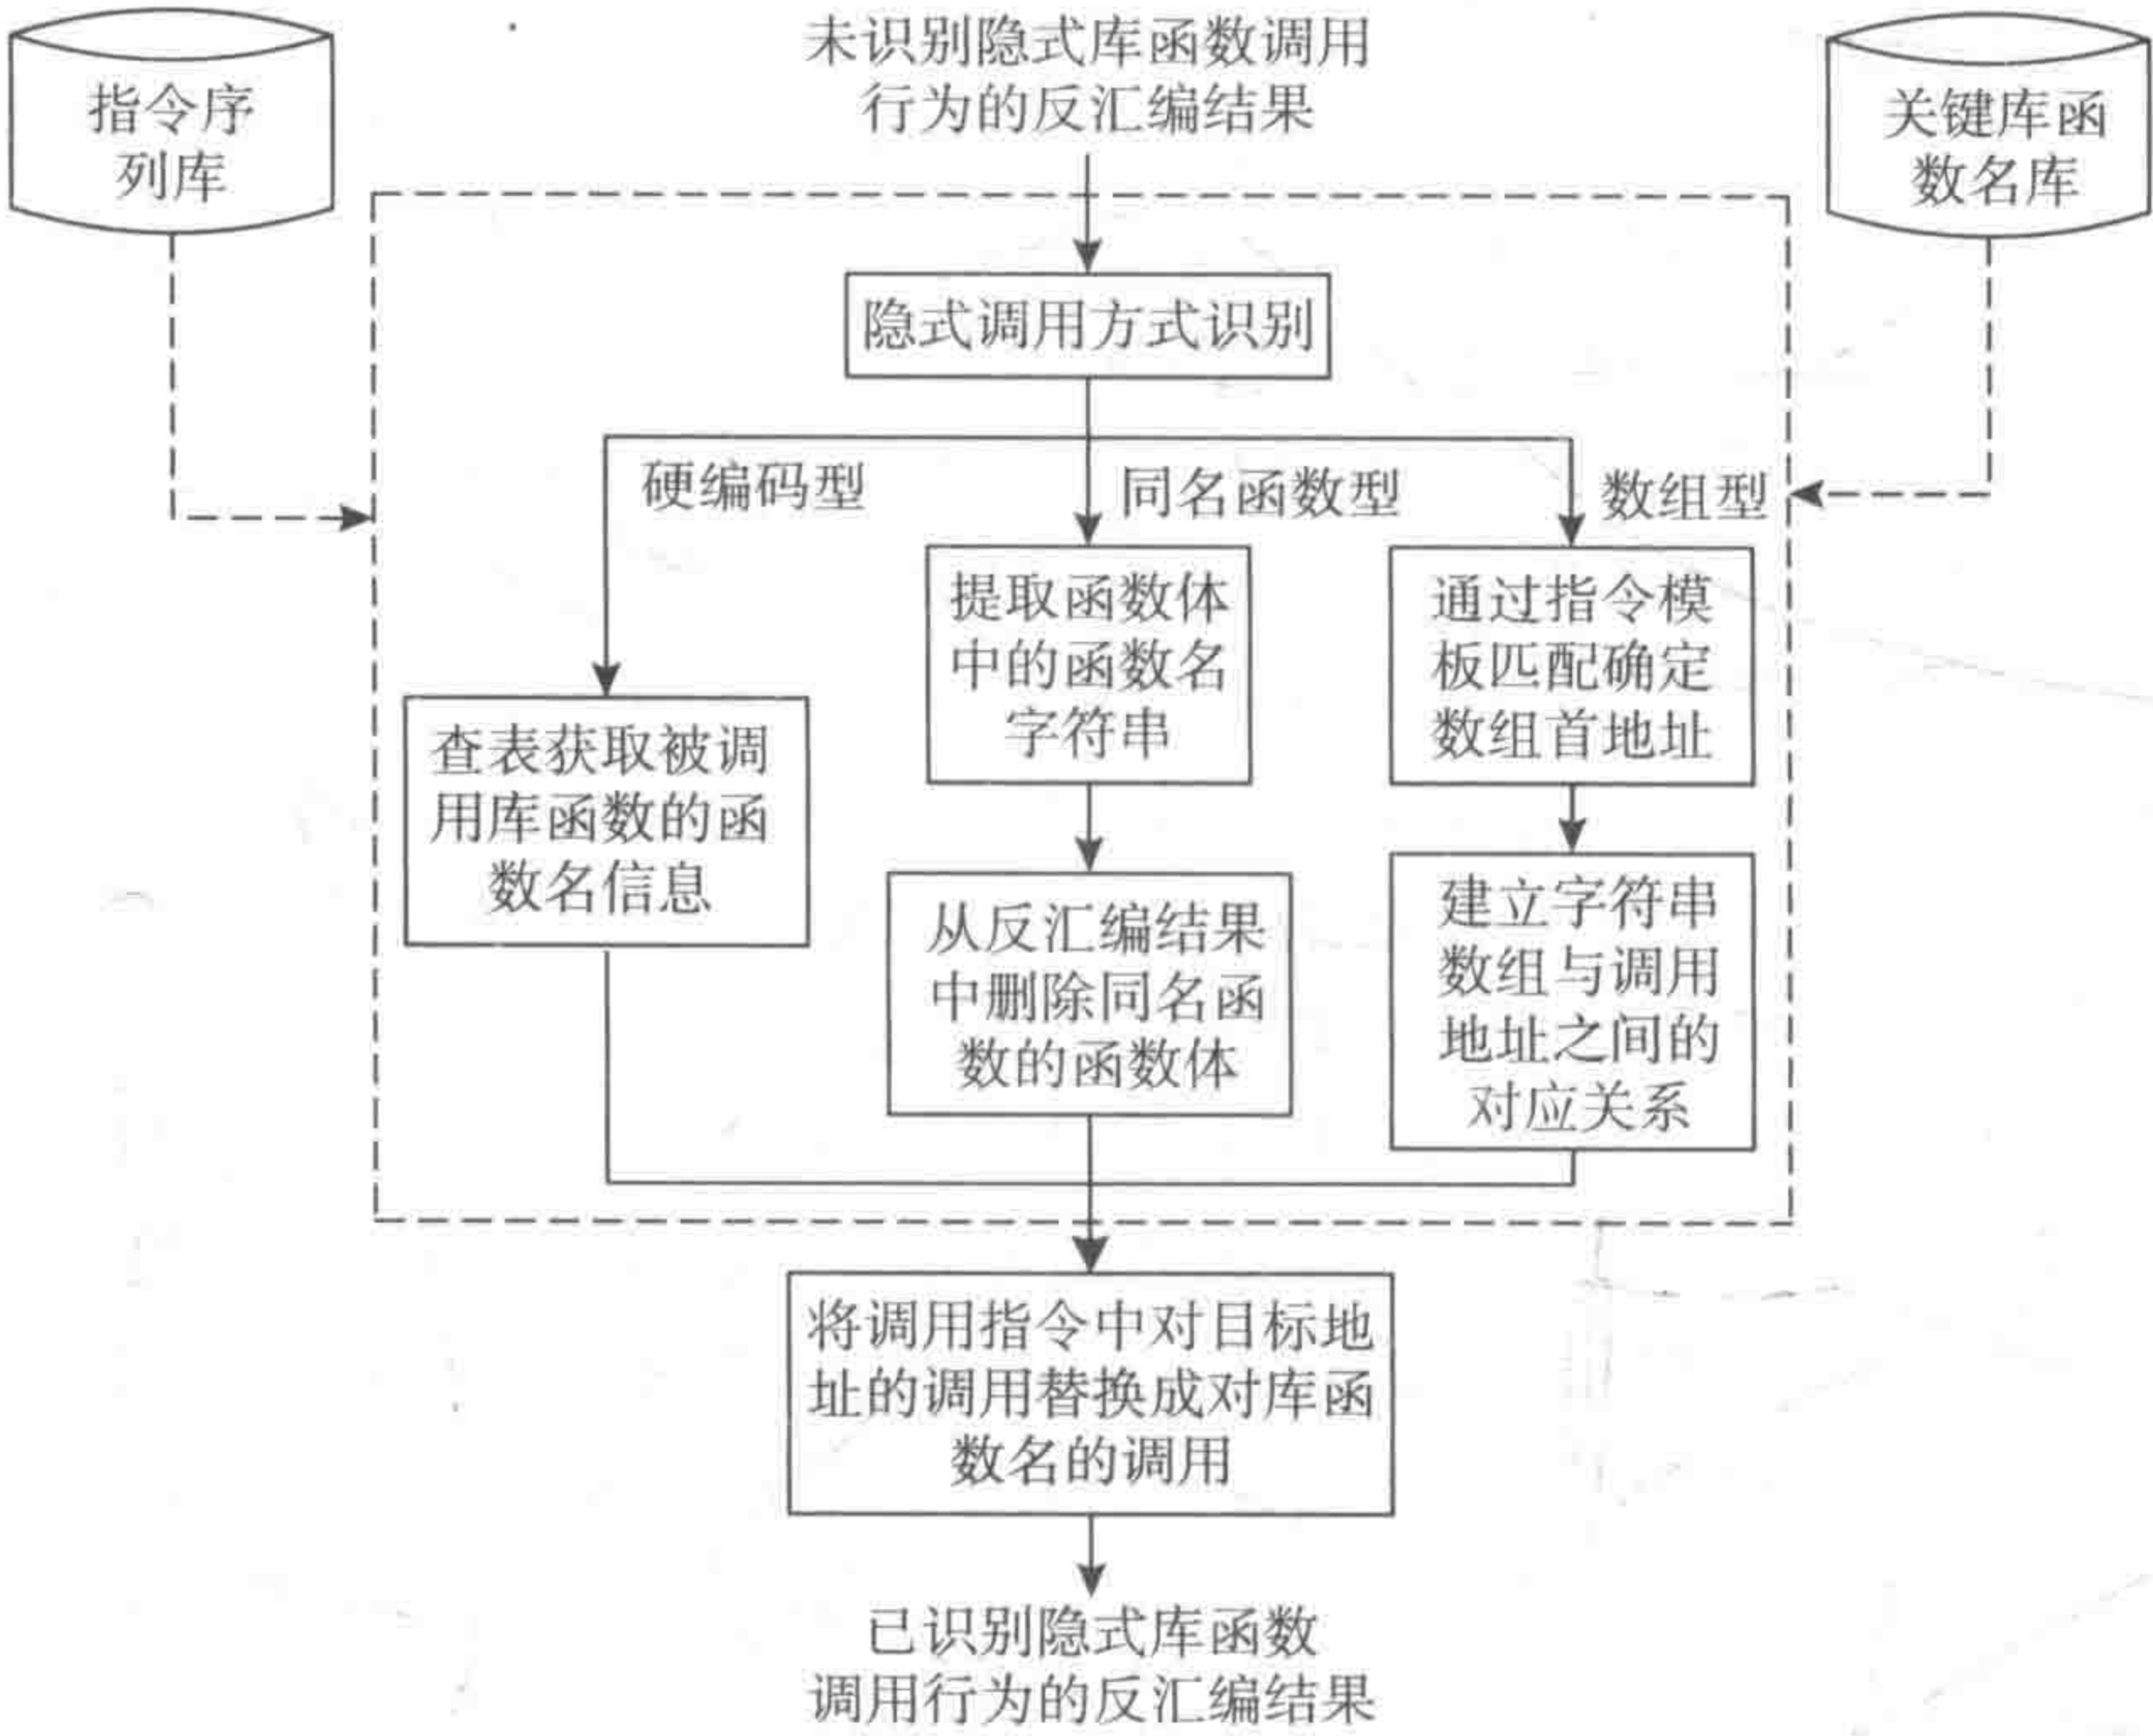 指令序
列库
未识别隐式库函数调用
行为的反汇编结果
关键库函
数名库
隐式调用方式识别
硬编码型
同名函数型
数组型
查表获取被调
用库函数的函
数名信息
提取函数体
中的函数名
字符串
从反汇编结果
中删除同名函
数的函数体
通过指令模
板匹配确定
数组首地址
建立字符串
数组与调用
地址之间的
对应关系
将调用指令中对目标地
址的调用替换成对库函
数名的调用
已识别隐式库函数
调用行为的反汇编结果